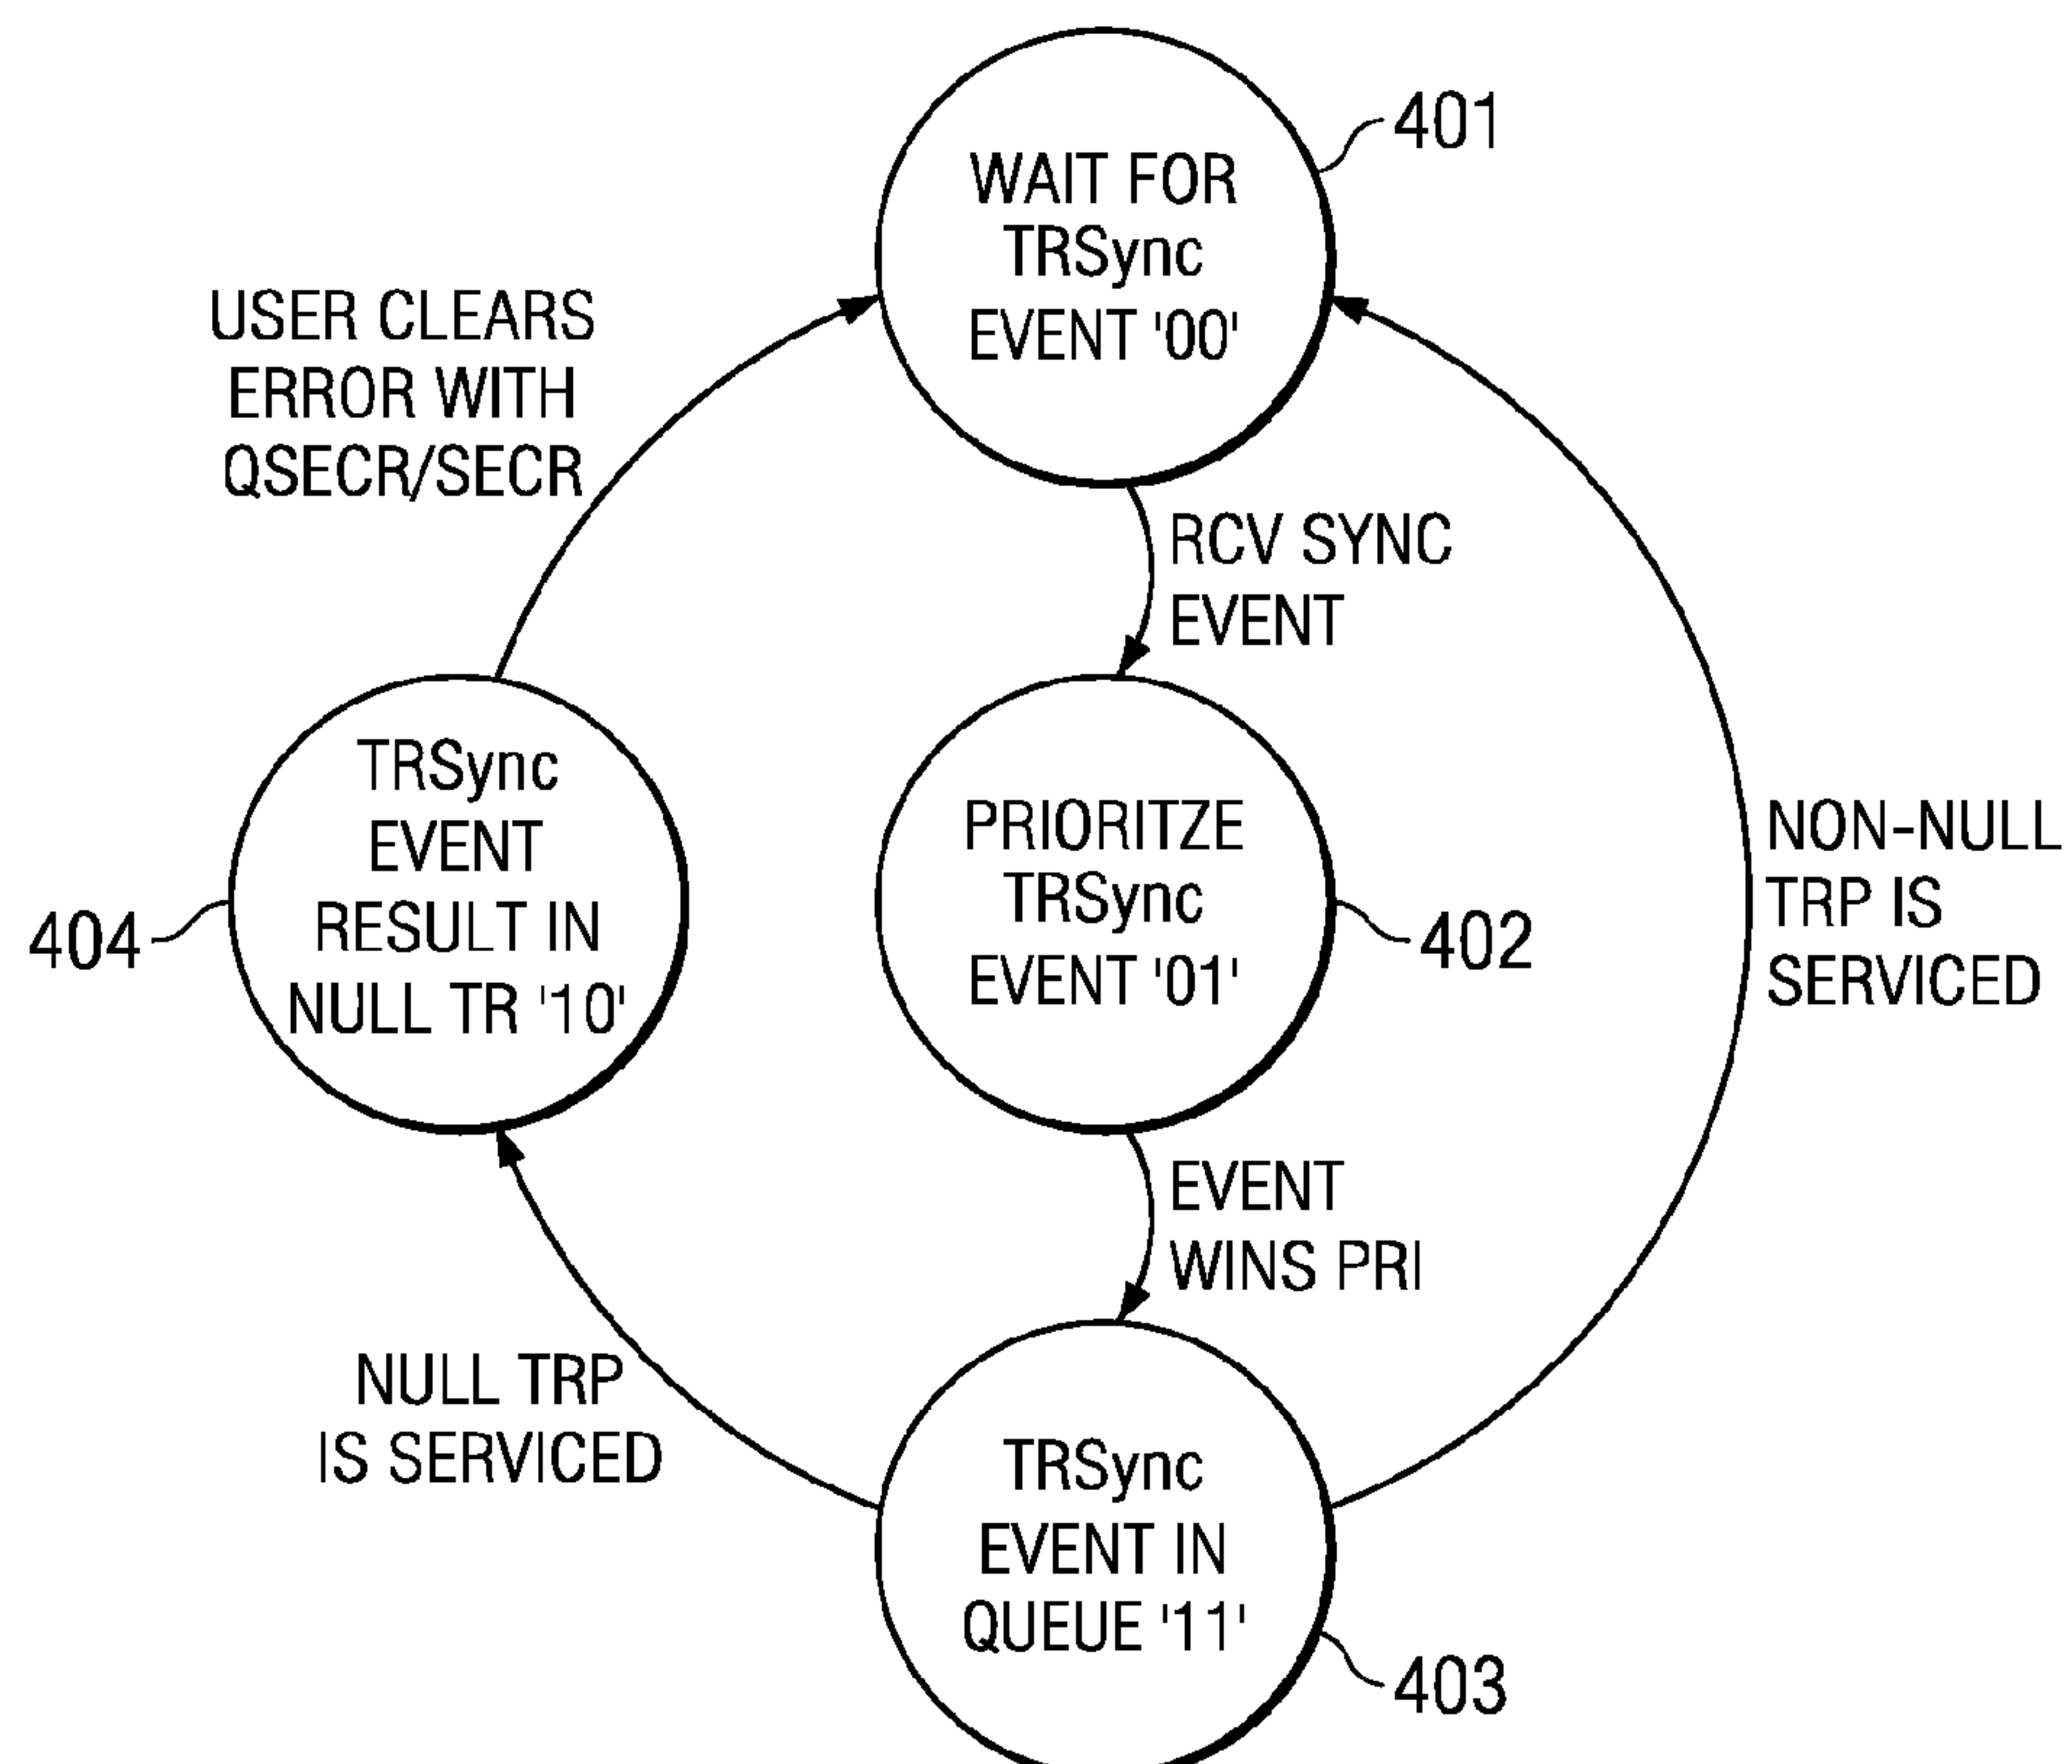 WAIT FOR
TRSync
EVENT '00'
401
USER CLEARS
ERROR WITH
QSECR/SECR
RCV SYNC
EVENT
TRSync
EVENT
RESULT IN
NULL TR '10'
404
PRIORITZE
TRSync
EVENT '01'
402
NON-NULL
TRP IS
SERVICED
EVENT
WINS PRI
NULL TRP
IS SERVICED
TRSync
EVENT IN
QUEUE '11'
403